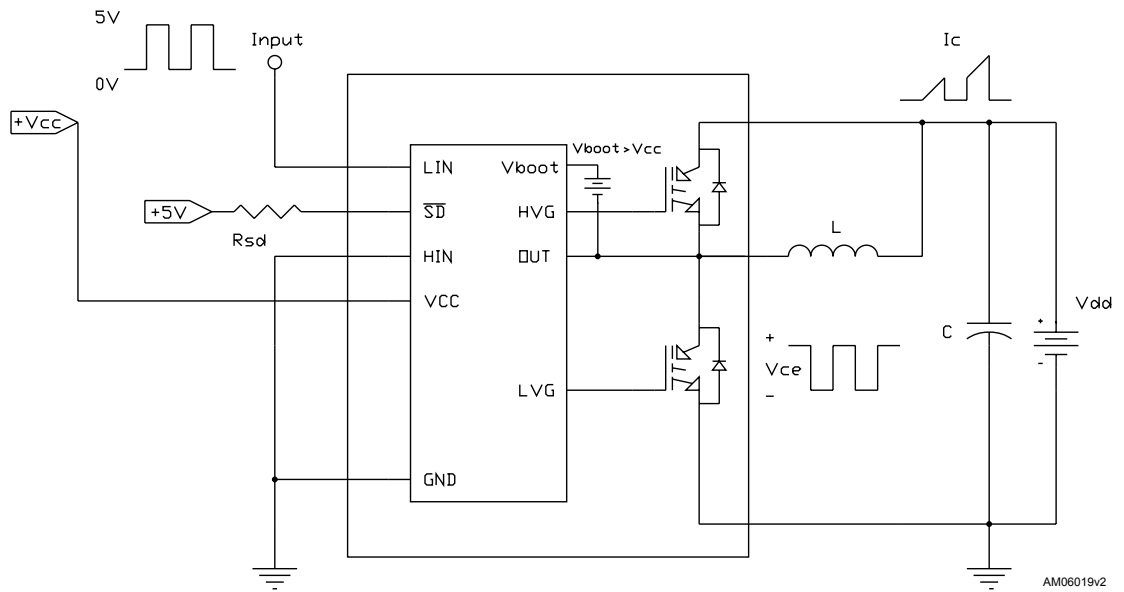 5V
Input
Ic
0V
+Vcc
Vboot>Vcc
LIN
Vboot
+5V
SD
HVG
Rsd
L
HIN
OUT
VCC
Vdd
+
C
+
Vce
-
-
LVG
GND
AM06019v2